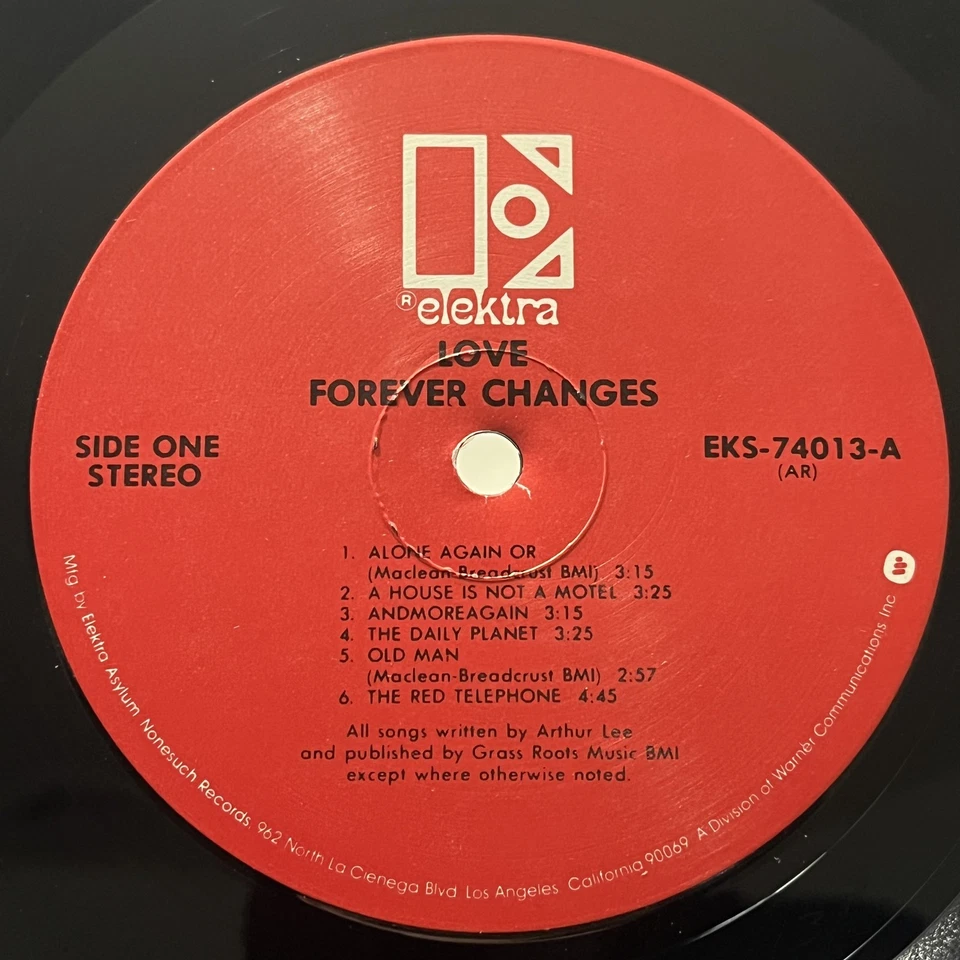 ® elektra
LOVE
FOREVER CHANGES
SIDE ONE
STEREO
EKS-74013-A
(AR)
1. ALONE AGAIN OR
(Maclean-Breadcrust BMI) 3:15
2. A HOUSE IS NOT A MOTEL 3:25
3. ANDMOREAGAIN 3:15
4. THE DAILY PLANET 3:25
5. OLD MAN
(Maclean-Breadcrust BMI) 2:57
6. THE RED TELEPHONE 4:45
All songs written by Arthur Lee
and published by Grass Roots Music BMI
except where otherwise noted.
Mfg by Elektra Asylum Nonesuch Records, 962 North La Cienega Blvd Los Angeles California 90069 A Division of Warner Communications Inc